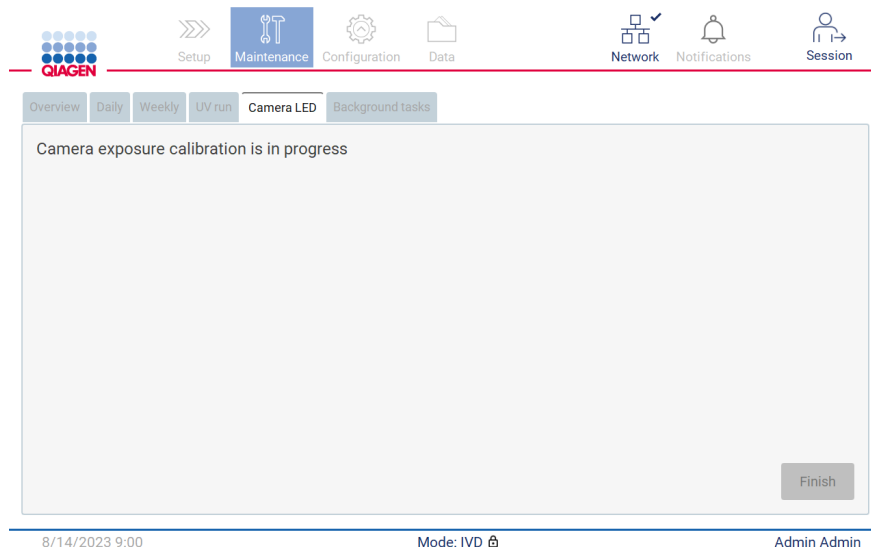 QIAGEN
Setup Maintenance Configuration Data Network Notifications Session
Overview Daily Weekly UV run Camera LED Background tasks
Camera exposure calibration is in progress
Finish
8/14/2023 9:00 Mode: IVD Admin Admin